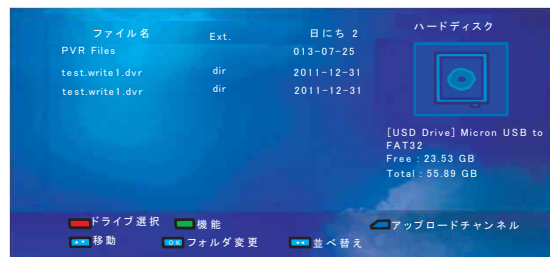 ファイル名 Ext. 日にち 2
PVR Files 013-07-25
test.write1.dvr dir 2011-12-31
test.write1.dvr dir 2011-12-31
ハードディスク
[USD Drive] Micron USB to
FAT32
Free : 23.53 GB
Total : 55.89 GB
ドライブ選択 機能 アップロードチャンネル
移動 OK フォルダ変更 並べ替え